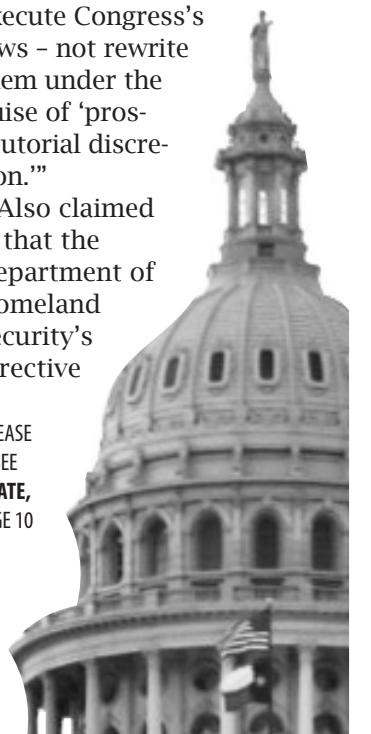 xecute Congress’s
ws – not rewrite
em under the
uise of ‘pros-
utorial discre-
on.’”
Also claimed
that the
epartment of
omeland
ecurity’s
rective
EASE
EE
ATE,
GE 10